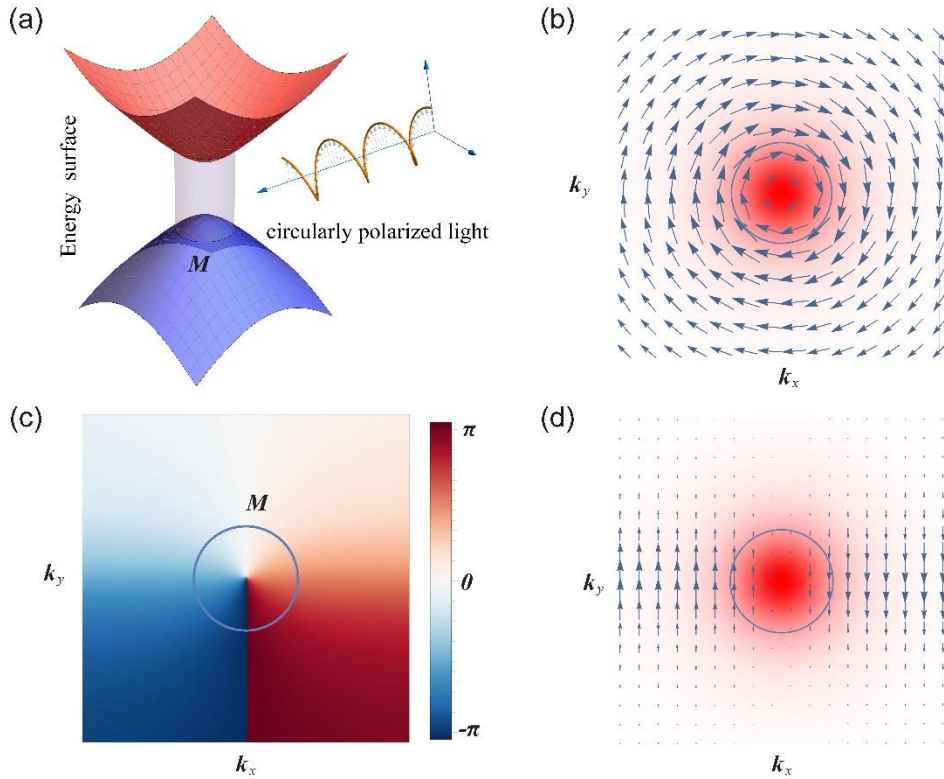 (a)
Energy surface
M
circularly polarized light
(b)
k_y
k_x
(c)
M
k_y
k_x
π
0
-π
(d)
k_y
k_x